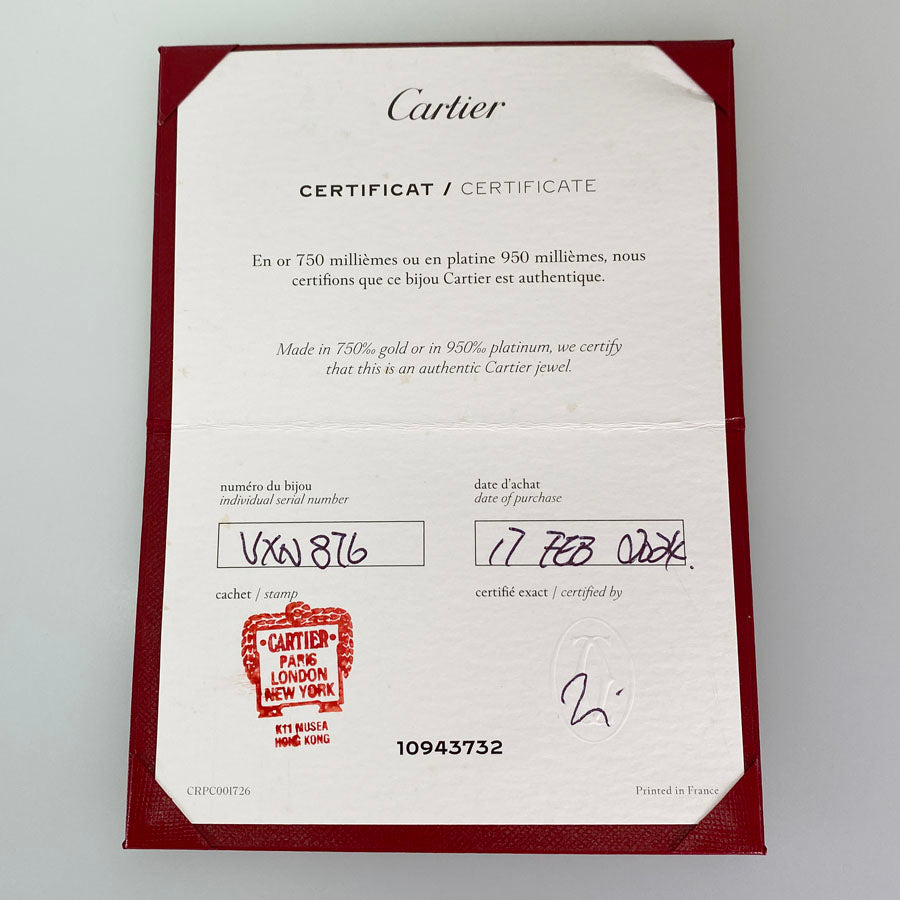 Cartier
CERTIFICAT / CERTIFICATE
En or 750 millièmes ou en platine 950 millièmes, nous
certifions que ce bijou Cartier est authentique.
Made in 750‰ gold or in 950‰ platinum, we certify
that this is an authentic Cartier jewel.
numéro du bijou
individual serial number
VXN 876
date d'achat
date of purchase
17 FEB 2024.
cachet / stamp
CARTIER
PARIS
LONDON
NEW YORK
K11 MUSEA
HONG KONG
certifié exact / certified by
10943732
CRPC001726
Printed in France